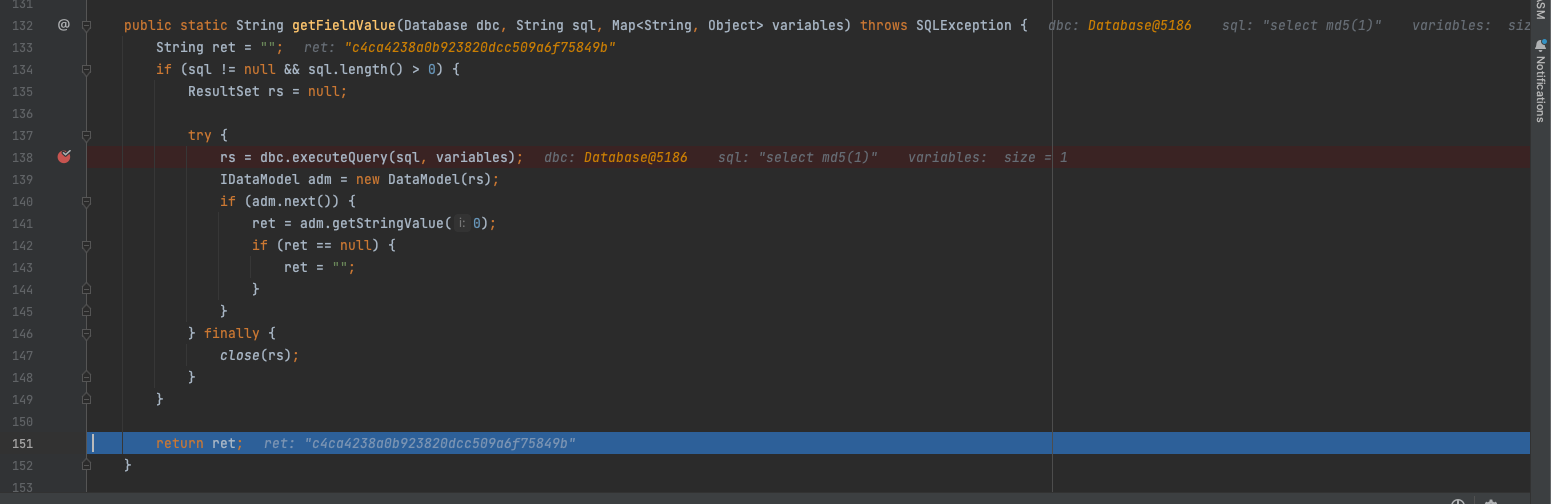 131
132 @ public static String getFieldValue(Database dbc, String sql, Map<String, Object> variables) throws SQLException { dbc: Database@5186 sql: "select md5(1)" variables: siz
133 String ret = ""; ret: "c4ca4238a0b923820dcc509a6f75849b"
134 if (sql != null && sql.length() > 0) {
135 ResultSet rs = null;
136
137 try {
138 rs = dbc.executeQuery(sql, variables); dbc: Database@5186 sql: "select md5(1)" variables: size = 1
139 IDataModel adm = new DataModel(rs);
140 if (adm.next()) {
141 ret = adm.getStringValue( i: 0);
142 if (ret == null) {
143 ret = "";
144 }
145 }
146 } finally {
147 close(rs);
148 }
149 }
150
151 return ret; ret: "c4ca4238a0b923820dcc509a6f75849b"
152 }
153
ASM
Notifications